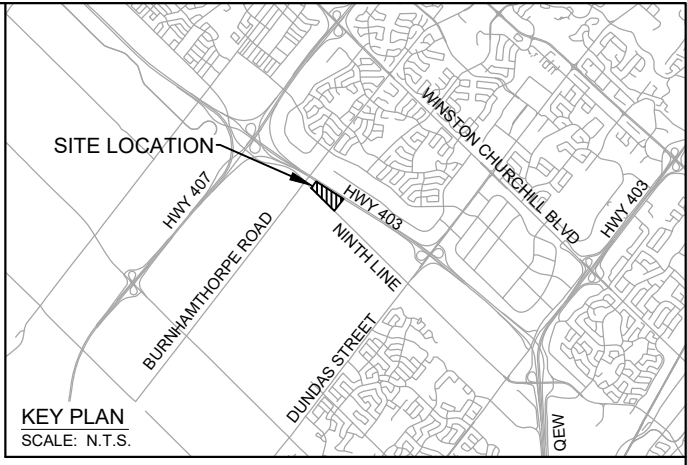 WINSTON CHURCHILL BLVD
SITE LOCATION
HWY 407
HWY 403
HWY 403
NINTH LINE
BURNHAMTHORPE ROAD
DUNDAS STREET
QEW
KEY PLAN
SCALE: N.T.S.